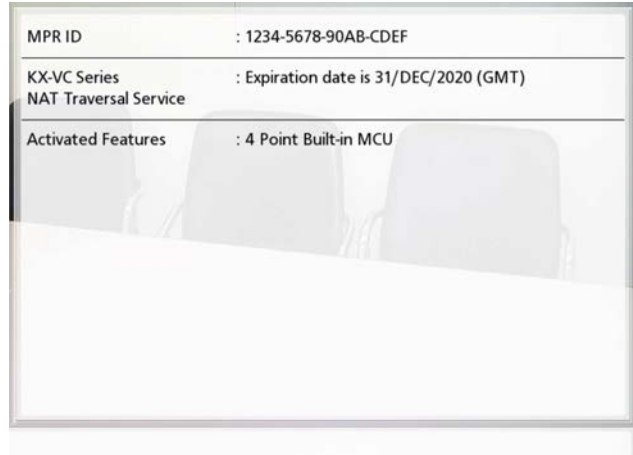 MPR ID : 1234-5678-90AB-CDEF
KX-VC Series : Expiration date is 31/DEC/2020 (GMT)
NAT Traversal Service
Activated Features : 4 Point Built-in MCU